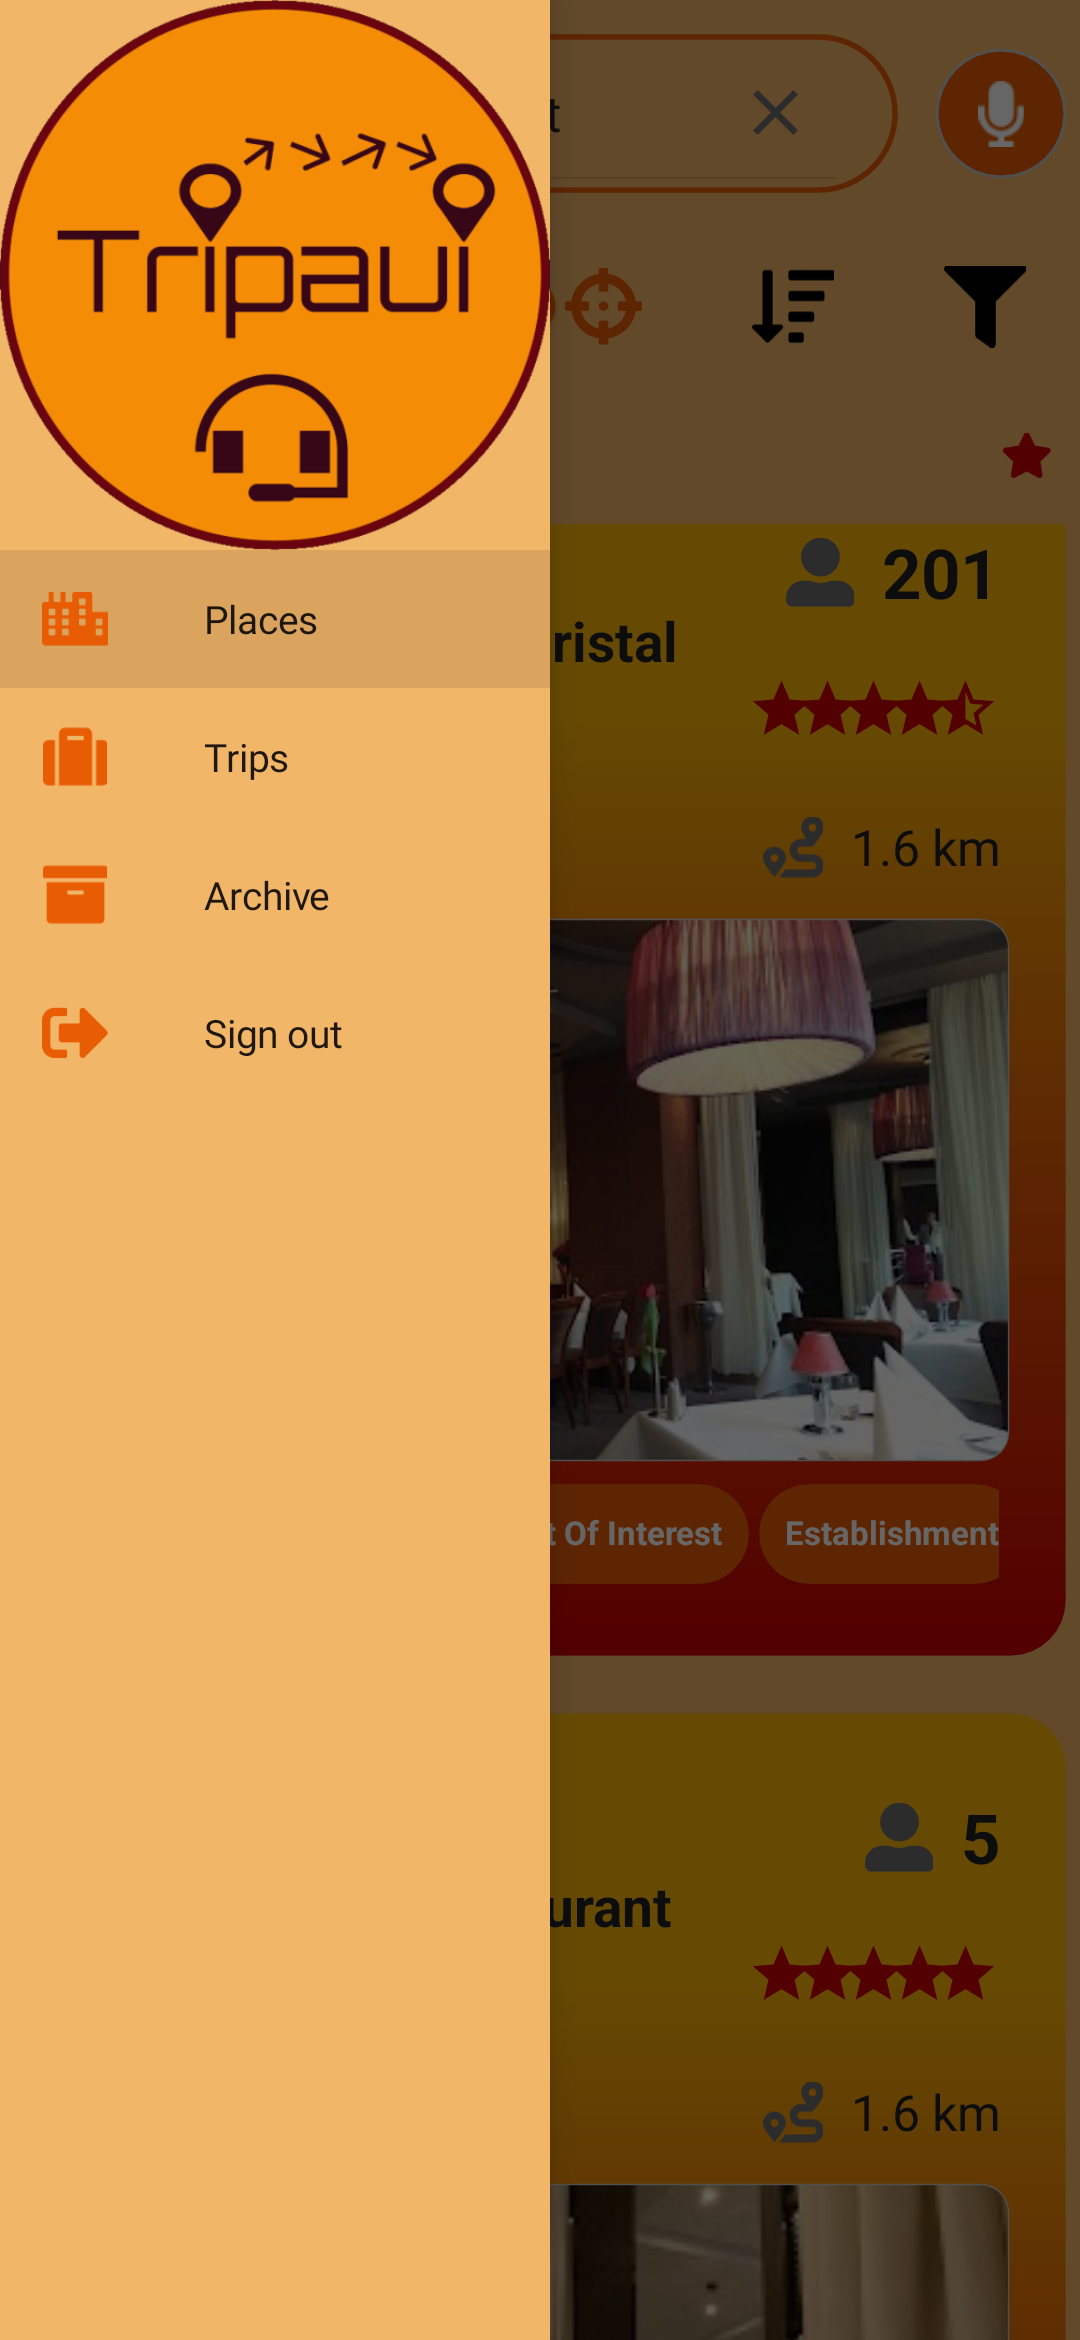 Tripaui
Places
Trips
Archive
Sign out
t
201
ristal
1.6 km
t Of Interest
Establishment
5
urant
1.6 km